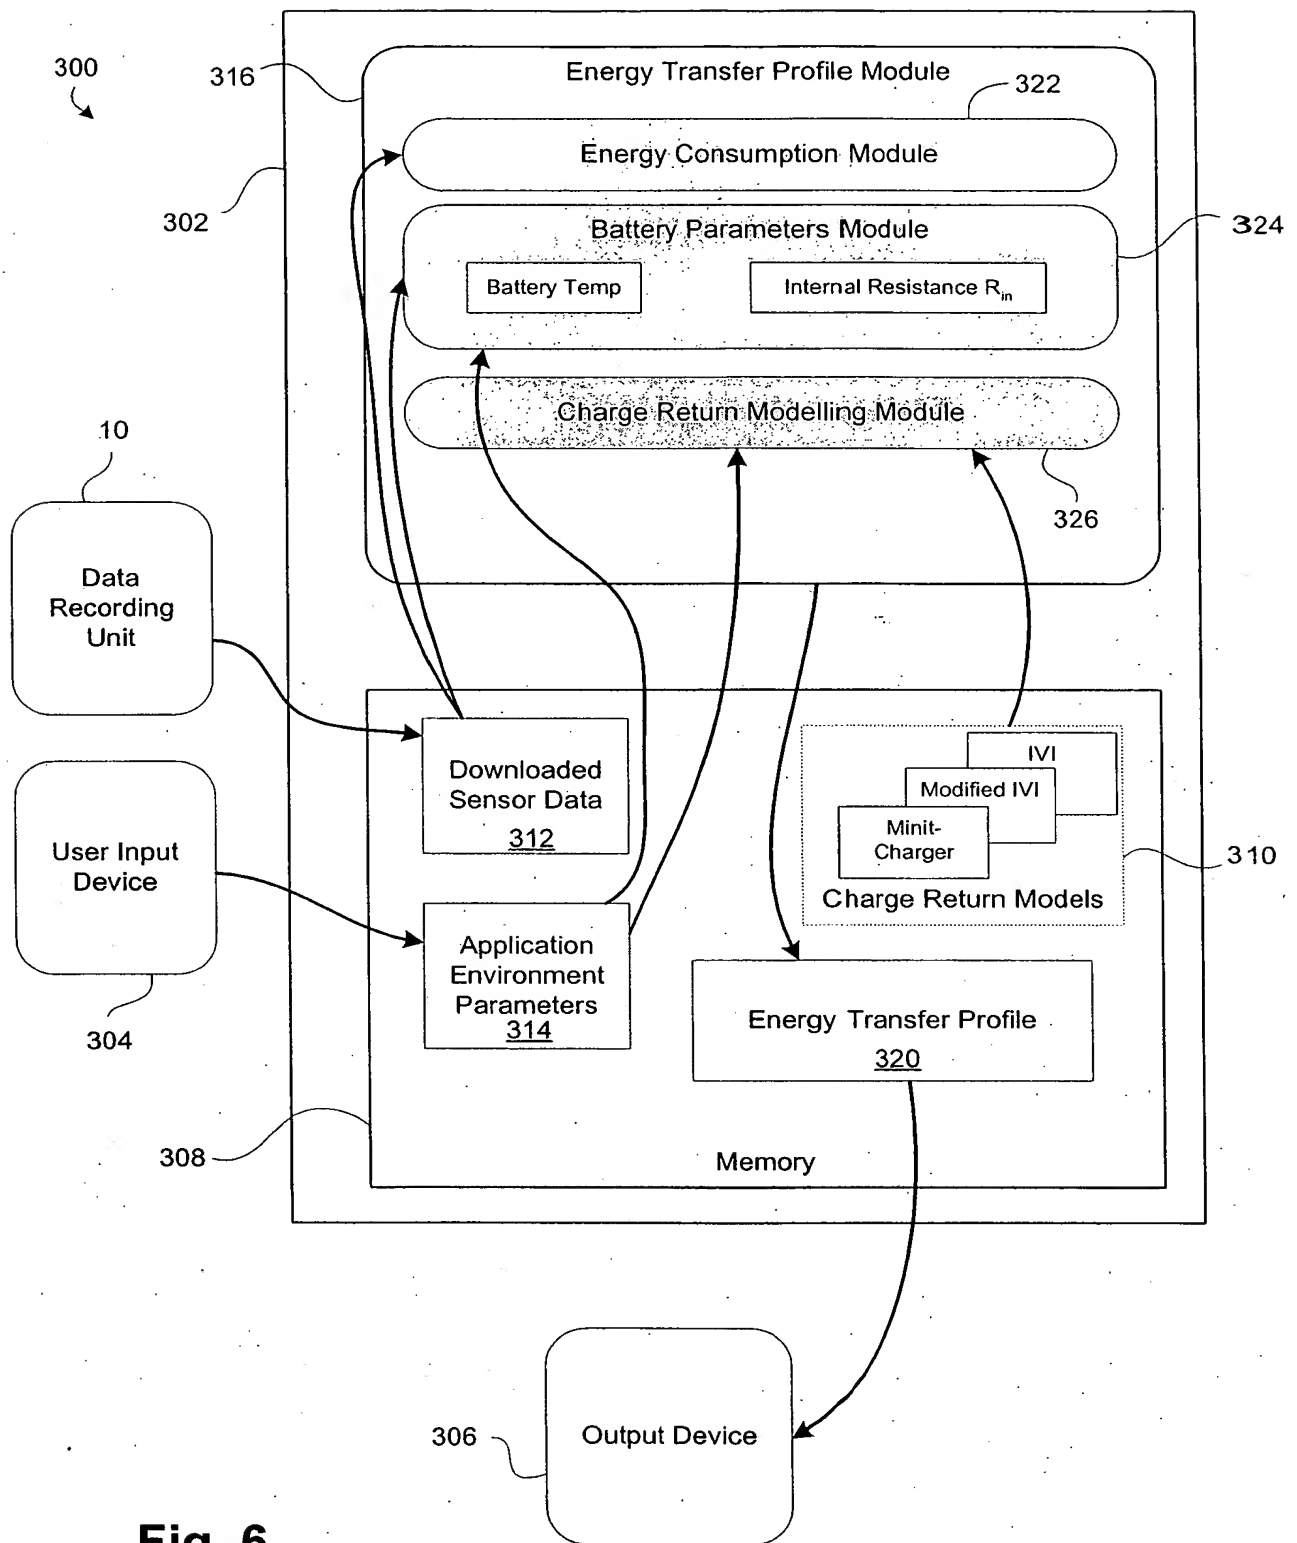 300
316
Energy Transfer Profile Module
322
Energy Consumption Module
302
Battery Parameters Module
324
Battery Temp
Internal Resistance Rin
Charge Return Modelling Module
326
10
Data
Recording
Unit
Downloaded
Sensor Data
312
IVI
Modified IVI
Minit-
Charger
Charge Return Models
310
User Input
Device
304
Application
Environment
Parameters
314
Energy Transfer Profile
320
308
Memory
306
Output Device
Fig. 6